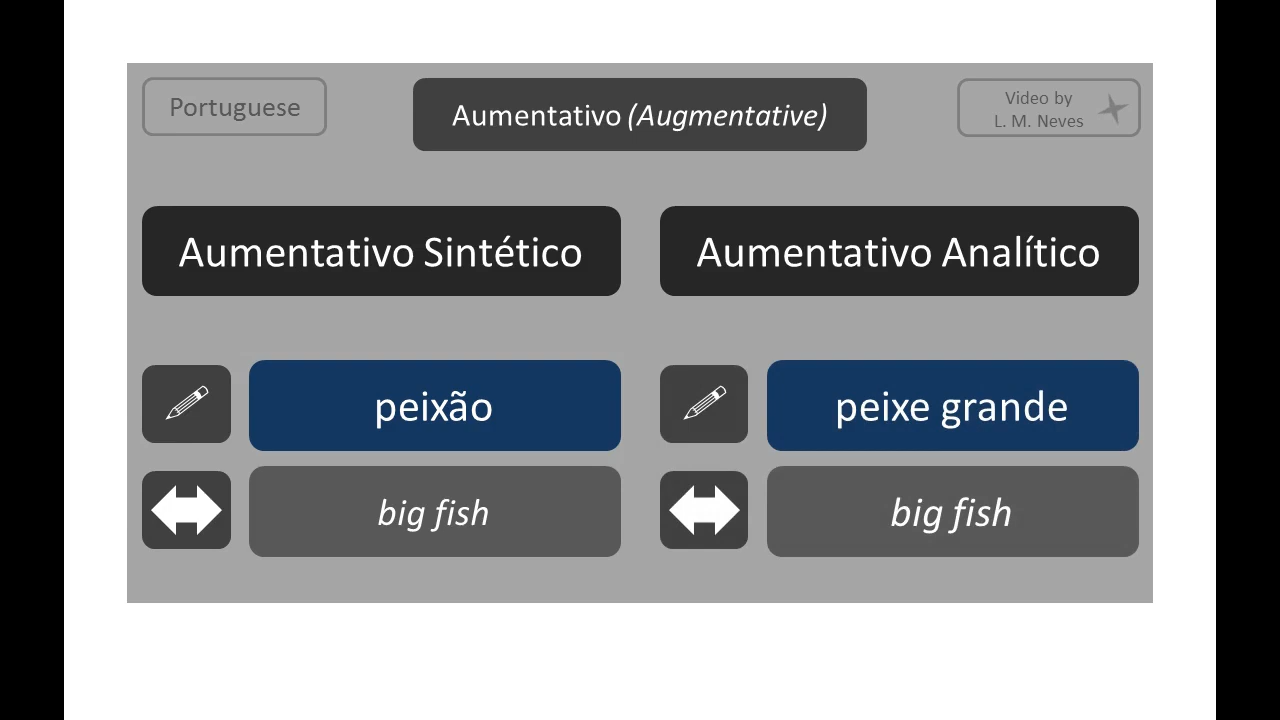 Portuguese
Aumentativo (Augmentative)
Video by
L. M. Neves
Aumentativo Sintético
Aumentativo Analítico
peixão
peixe grande
big fish
big fish